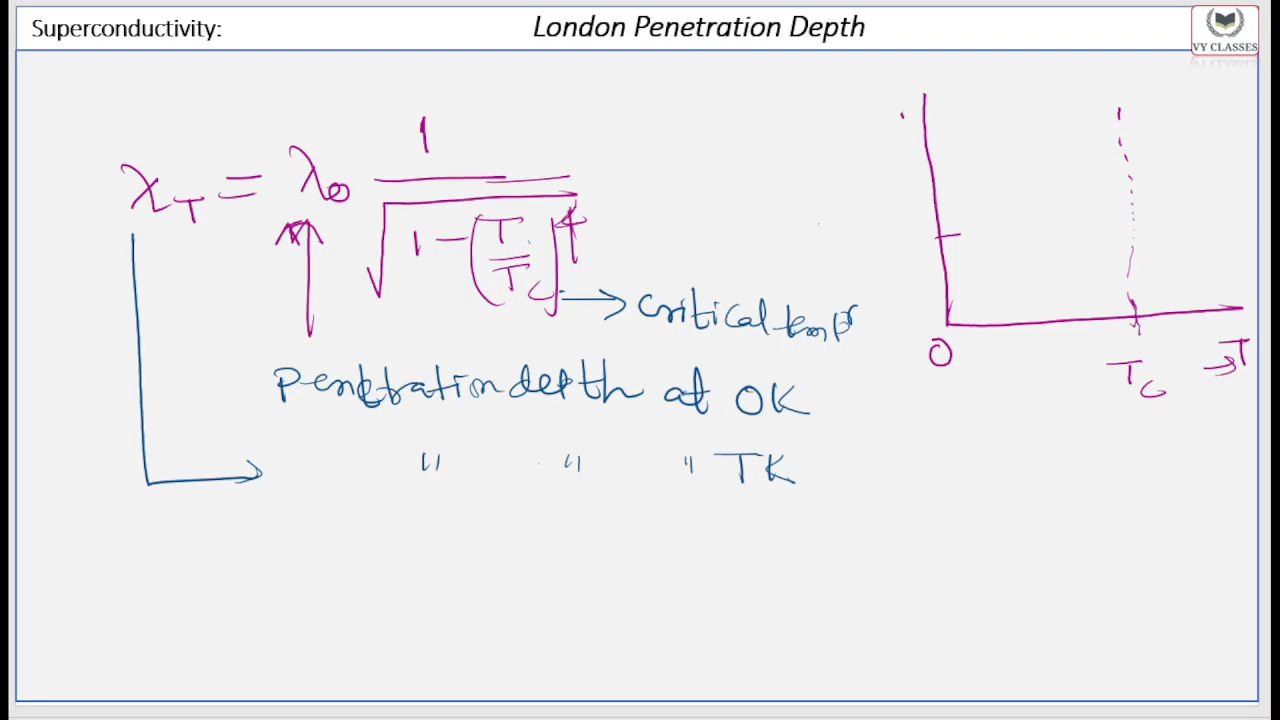 Superconductivity:
London Penetration Depth
VY CLASSES
λT = λ0 1 / √(1 - (T/TC)^4)
→ critical tempr
penetration depth at 0K
" " " TK
0
TC
→T